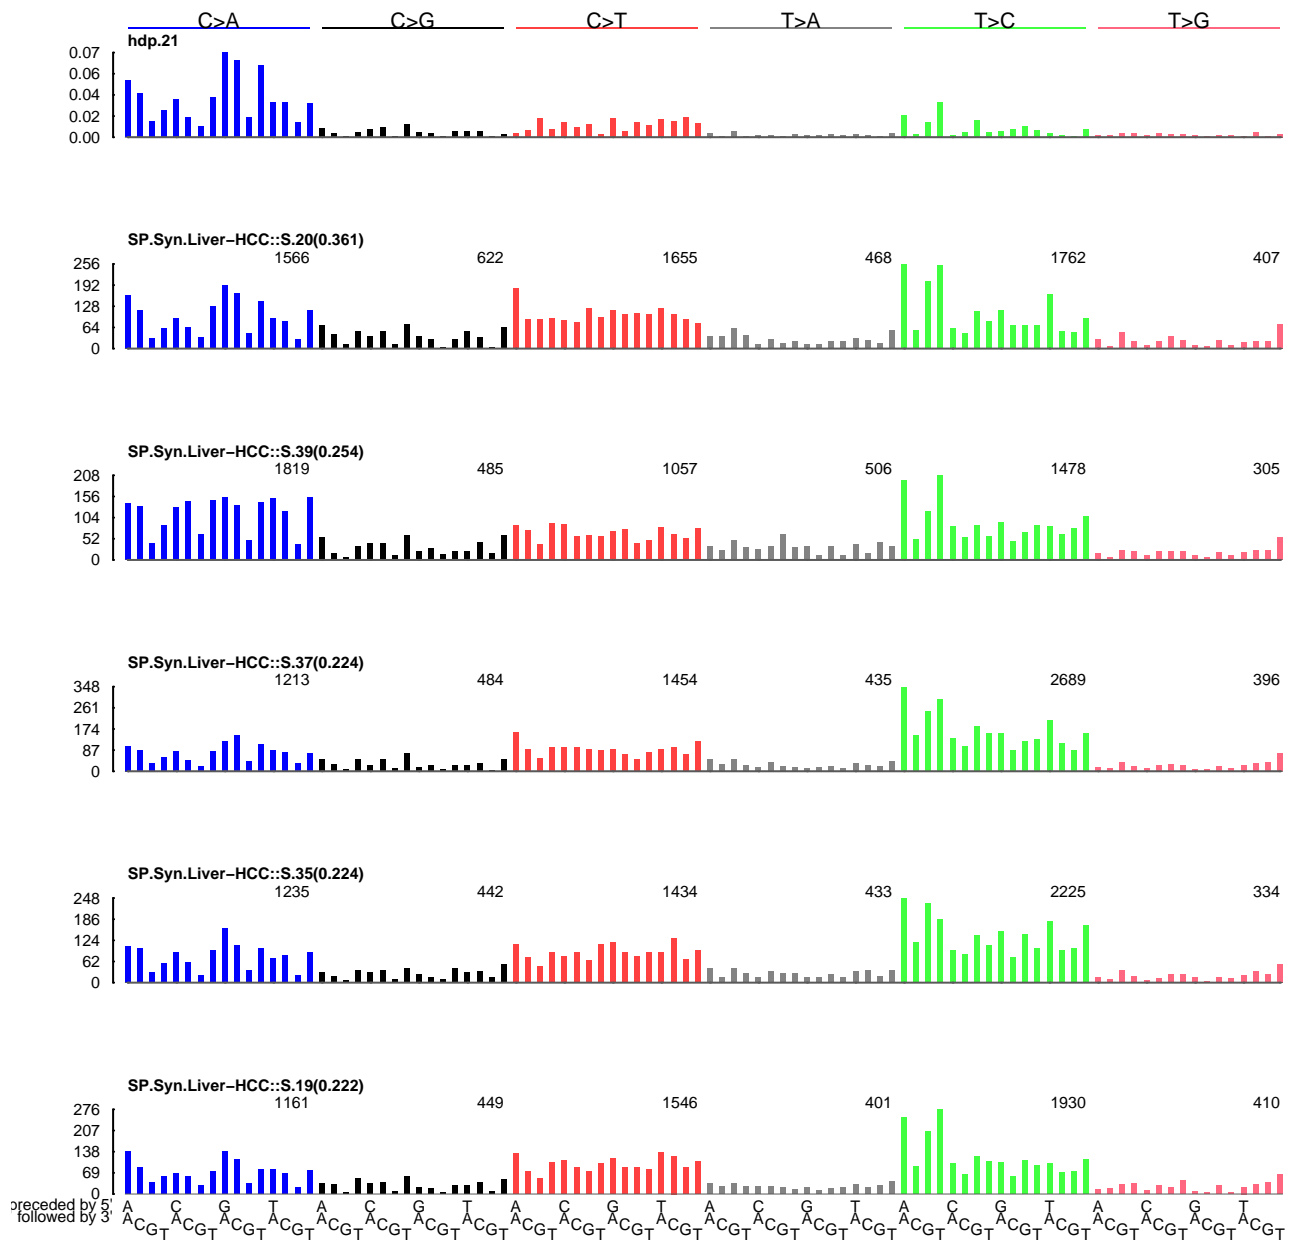 C>A C>G C>T T>A T>C T>G
hdp.21
0.07
0.06
0.04
0.02
0.00
SP.Syn.Liver−HCC::S.20(0.361)
1566 622 1655 468 1762 407
256
192
128
64
0
SP.Syn.Liver−HCC::S.39(0.254)
1819 485 1057 506 1478 305
208
156
104
52
0
SP.Syn.Liver−HCC::S.37(0.224)
1213 484 1454 435 2689 396
348
261
174
87
0
SP.Syn.Liver−HCC::S.35(0.224)
1235 442 1434 433 2225 334
248
186
124
62
0
SP.Syn.Liver−HCC::S.19(0.222)
1161 449 1546 401 1930 410
276
207
138
69
0
preceded by 5' A C G T A C G T A C G T A C G T A C G T A C G T
followed by 3' A C G T A C G T A C G T A C G T A C G T A C G T A C G T A C G T A C G T A C G T A C G T A C G T A C G T A C G T A C G T A C G T A C G T A C G T A C G T A C G T A C G T A C G T A C G T A C G T